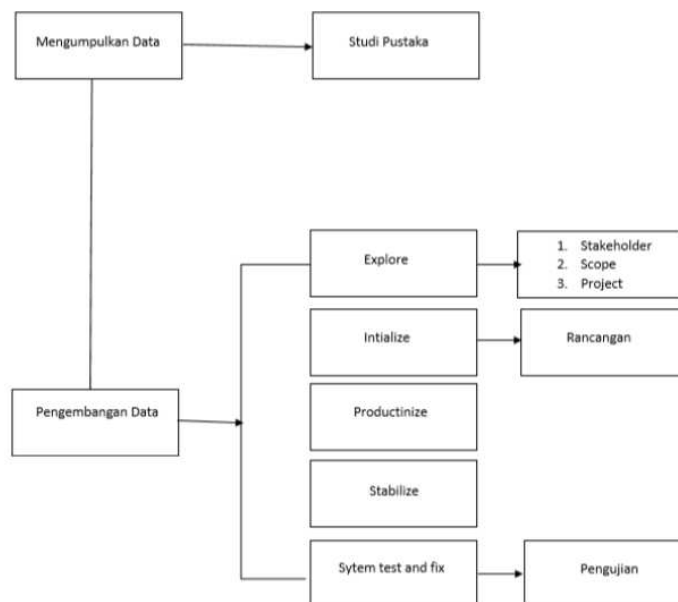 Mengumpulkan Data
Studi Pustaka
Explore
1. Stakeholder
2. Scope
3. Project
Intialize
Rancangan
Pengembangan Data
Productinize
Stabilize
Sytem test and fix
Pengujian